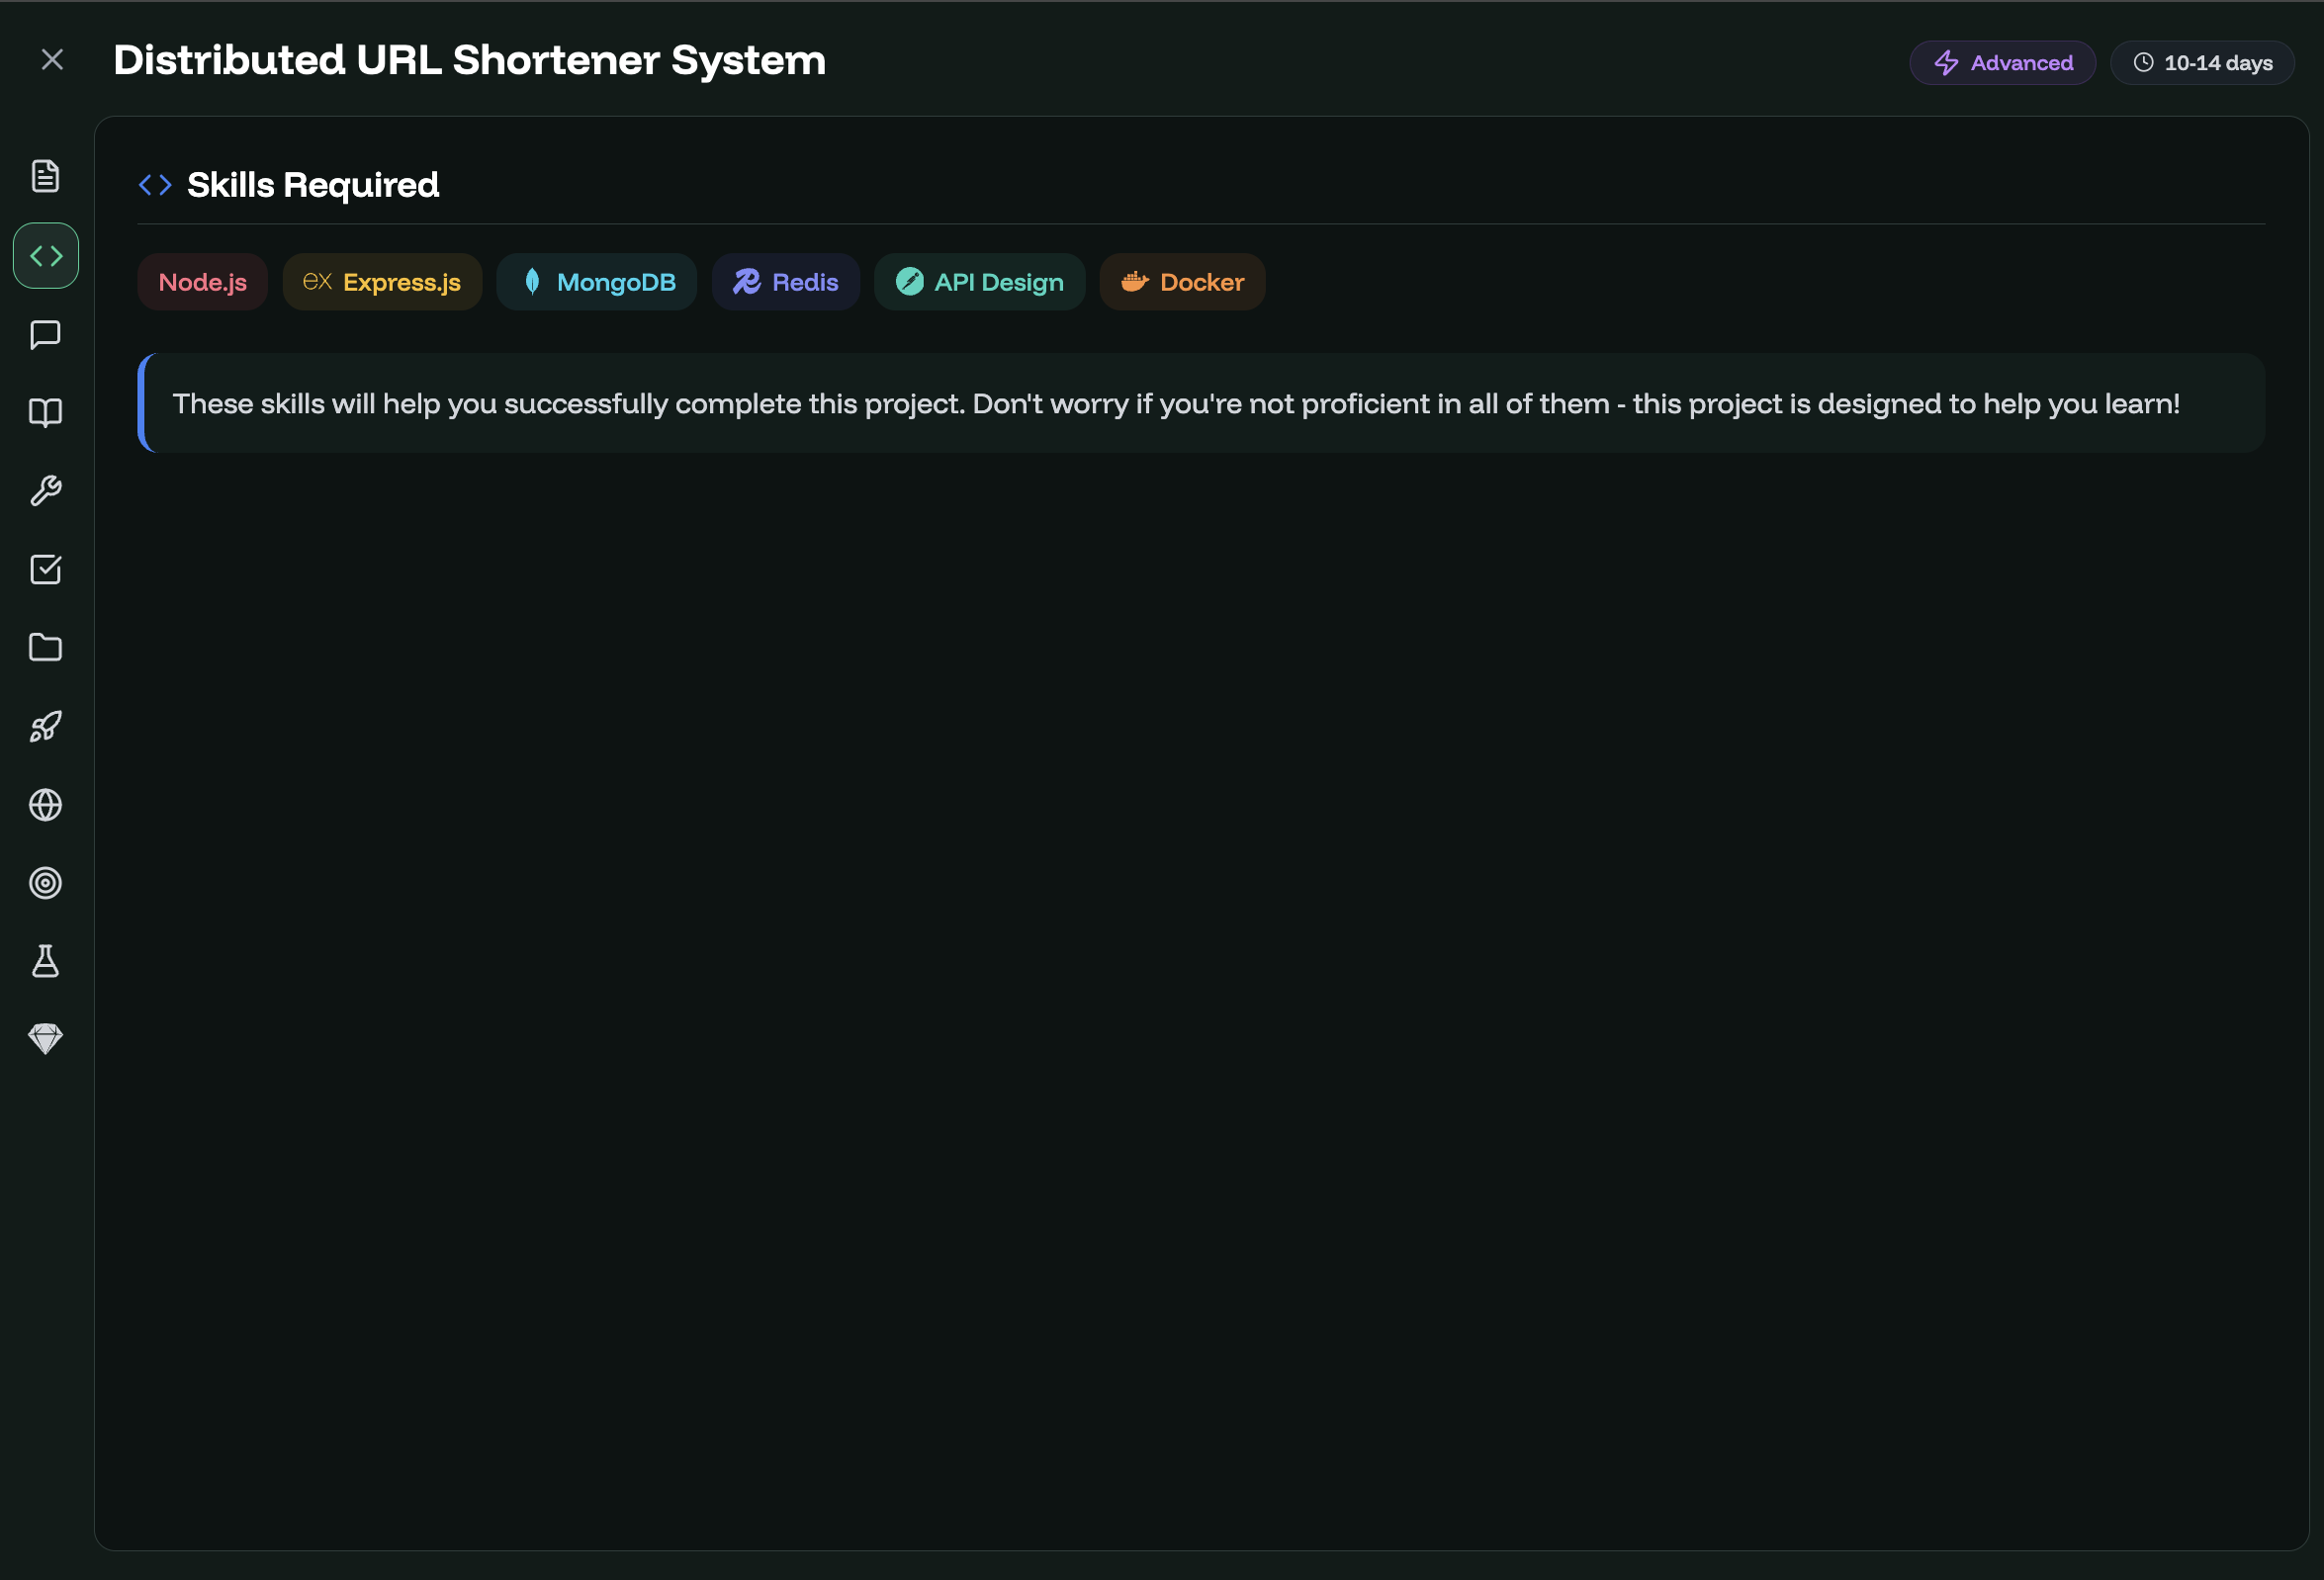 Distributed URL Shortener System
Advanced
10-14 days
Skills Required
Node.js
ex Express.js
MongoDB
Redis
API Design
Docker
These skills will help you successfully complete this project. Don't worry if you're not proficient in all of them - this project is designed to help you learn!